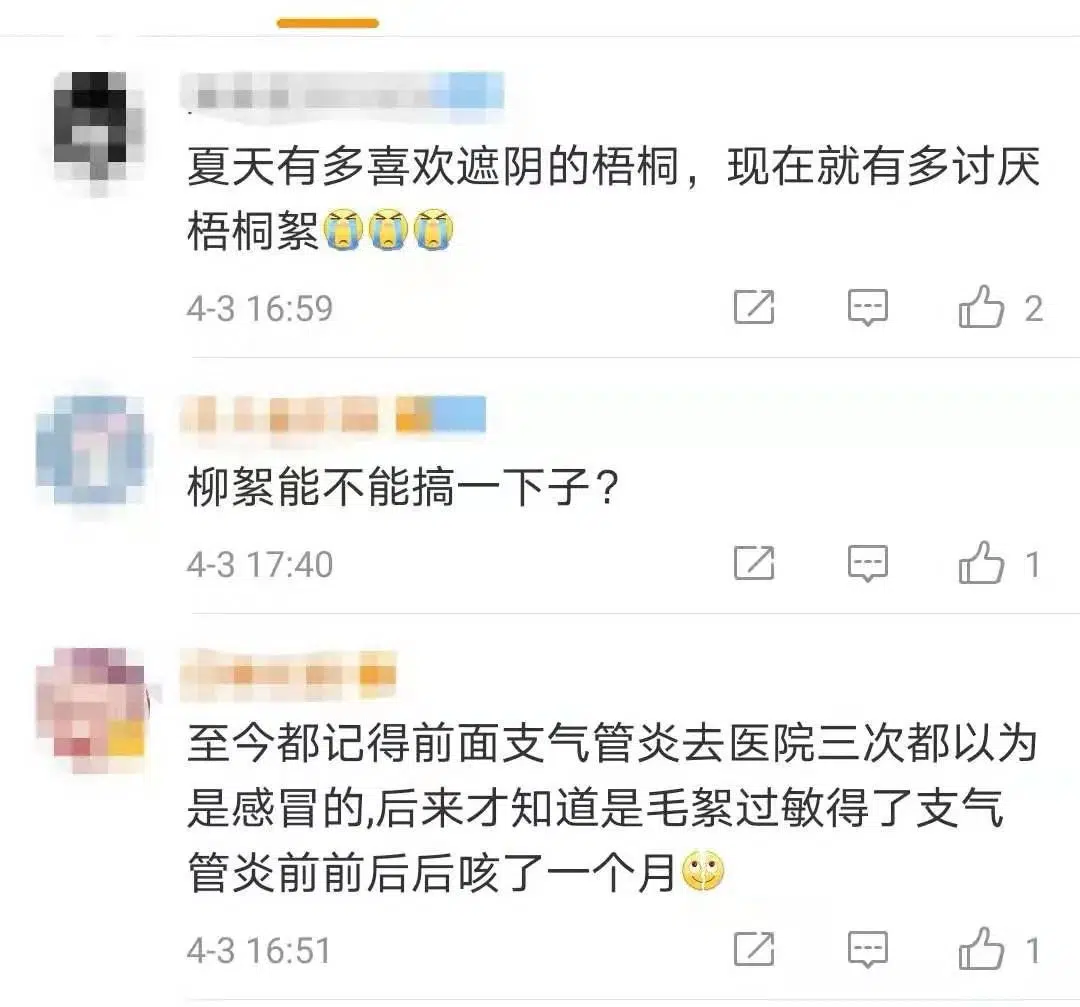 夏天有多喜欢遮阴的梧桐，现在就有多讨厌
梧桐絮😭😭😭
4-3 16:59
2
柳絮能不能搞一下子？
4-3 17:40
1
至今都记得前面支气管炎去医院三次都以为
是感冒的,后来才知道是毛絮过敏得了支气
管炎前前后后咳了一个月
4-3 16:51
1